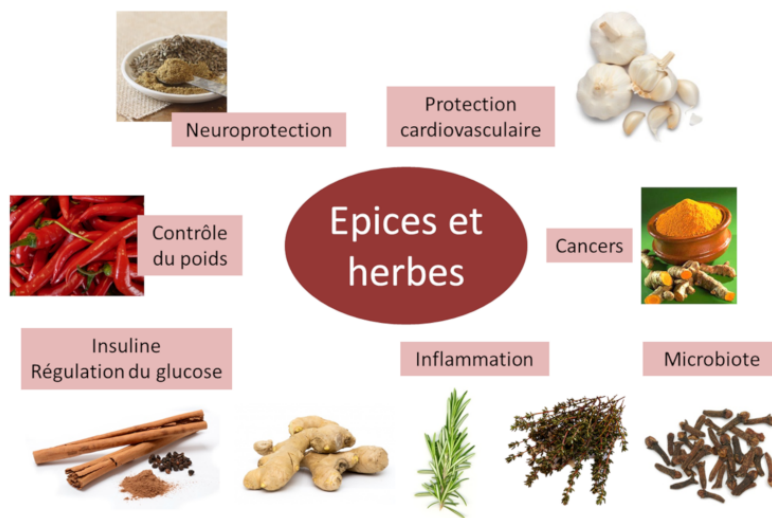 Neuroprotection
Protection
cardiovasculaire
Epices et
herbes
Contrôle
du poids
Cancers
Insuline
Régulation du glucose
Inflammation
Microbiote